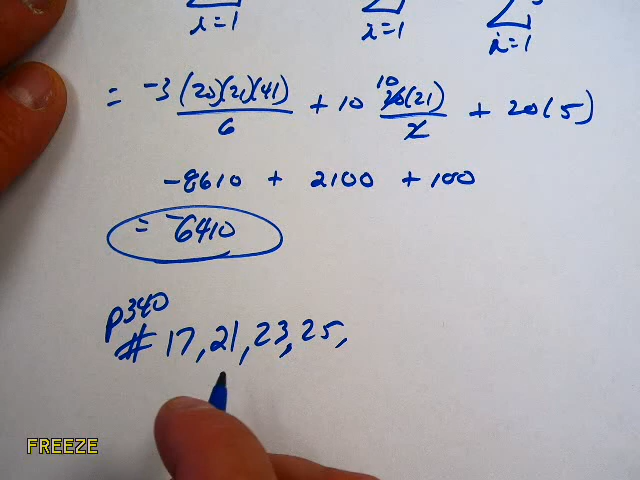 i=1 i=1 i=1
= -3 (20)(21)(41)/6 + 10 10 20(21)/2 + 20(5)
-8610 + 2100 + 100
= -6410
p340
# 17, 21, 23, 25,
FREEZE